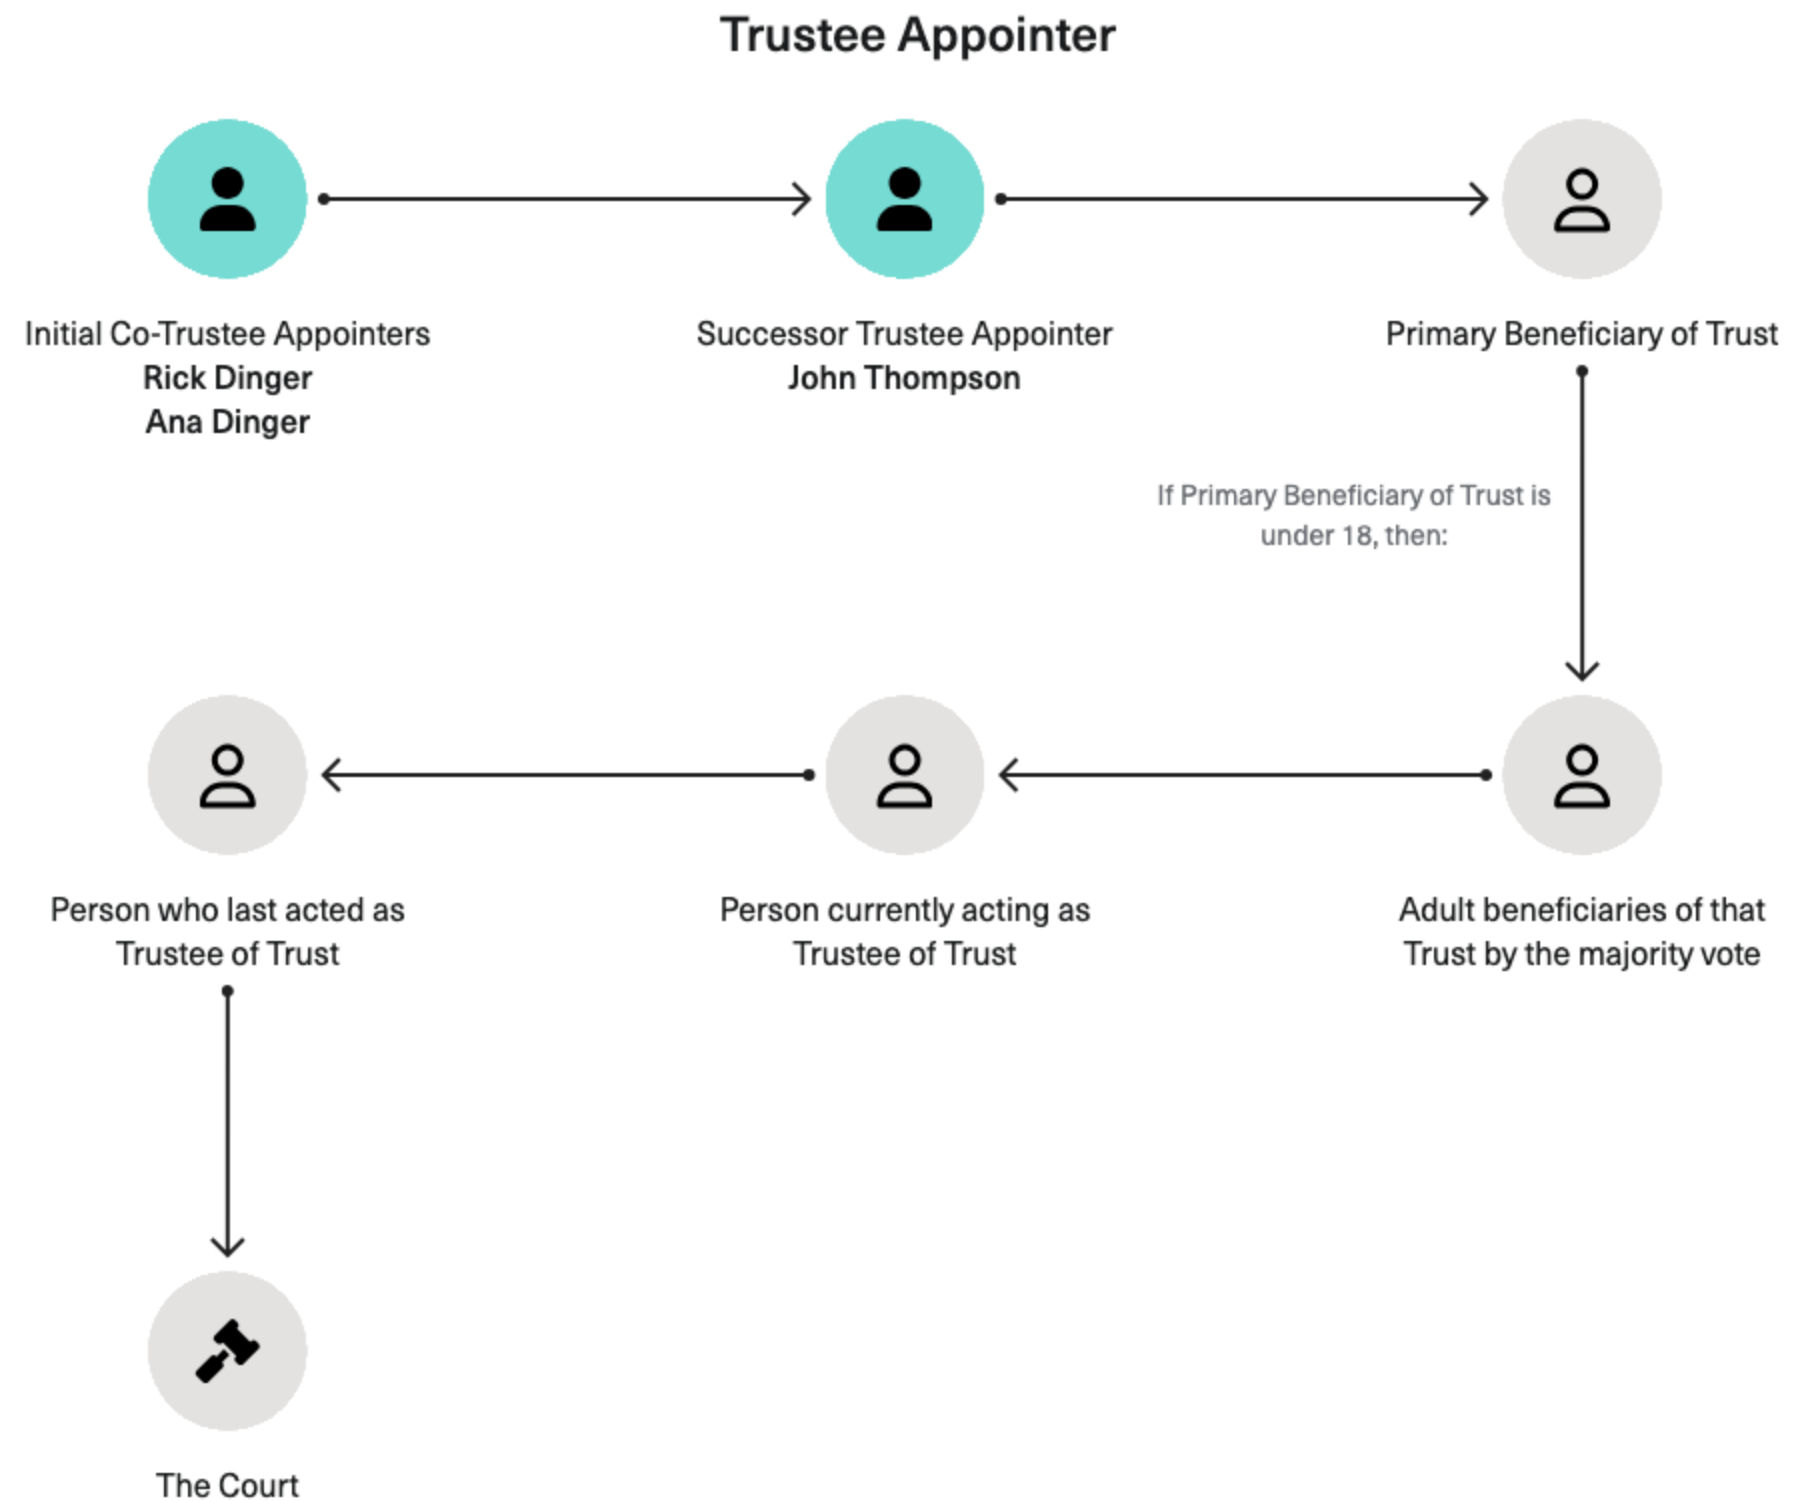 Trustee Appointer
Initial Co-Trustee Appointers
Rick Dinger
Ana Dinger
Successor Trustee Appointer
John Thompson
Primary Beneficiary of Trust
If Primary Beneficiary of Trust is
under 18, then:
Adult beneficiaries of that
Trust by the majority vote
Person currently acting as
Trustee of Trust
Person who last acted as
Trustee of Trust
The Court